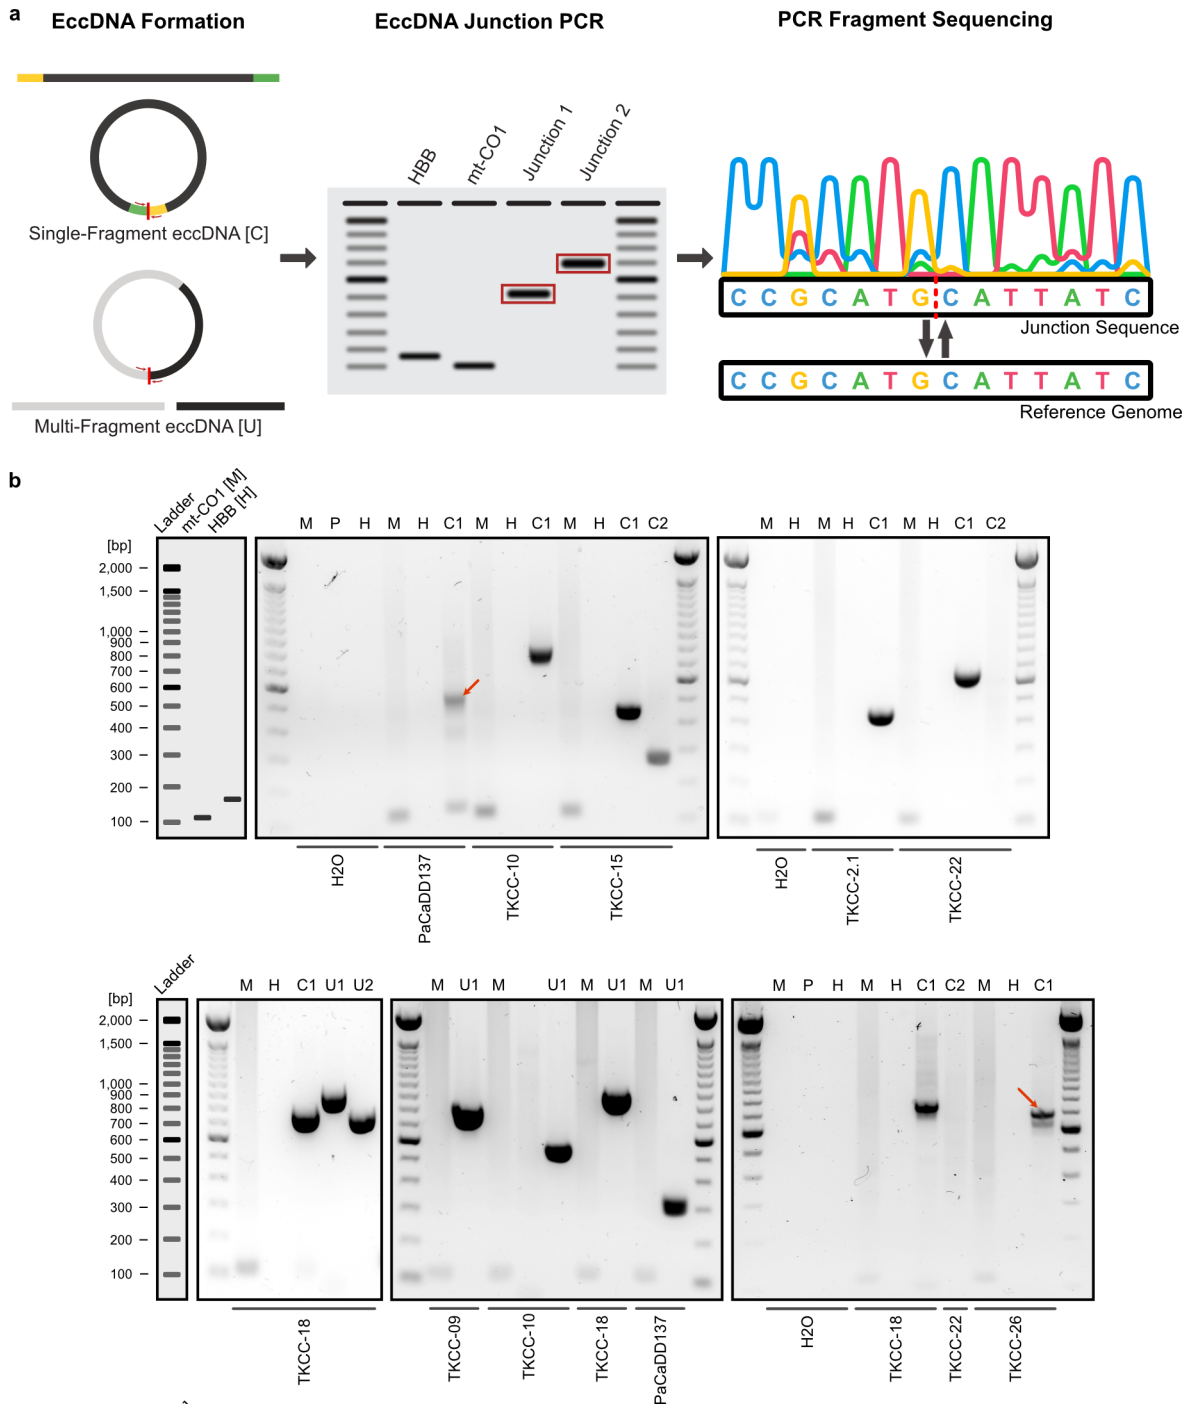 a
EccDNA Formation
EccDNA Junction PCR
PCR Fragment Sequencing
Single-Fragment eccDNA [C]
Multi-Fragment eccDNA [U]
HBB
mt-CO1
Junction 1
Junction 2
C C G C A T G C A T T A T C
Junction Sequence
C C G C A T G C A T T A T C
Reference Genome
b
Ladder
mt-CO1 [M]
HBB [H]
[bp]
2,000
1,500
1,000
900
800
700
600
500
400
300
200
100
M P H M H C1 M H C1 M H C1 C2
H2O
PaCaDD137
TKCC-10
TKCC-15
M H M H C1 M H C1 C2
H2O
TKCC-2.1
TKCC-22
Ladder
[bp]
2,000
1,500
1,000
900
800
700
600
500
400
300
200
100
M H C1 U1 U2
TKCC-18
M U1 M U1 M U1 M U1
TKCC-09
TKCC-10
TKCC-18
PaCaDD137
M P H M H C1 C2 M H C1
H2O
TKCC-18
TKCC-22
TKCC-26